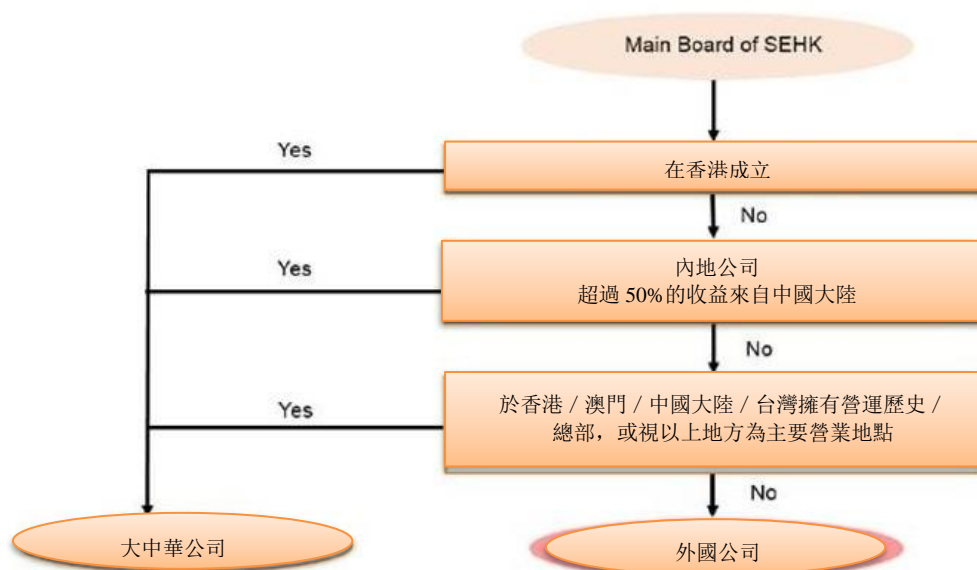 Main Board of SEHK
Yes
在香港成立
No
Yes
內地公司
超過 50%的收益來自中國大陸
No
Yes
於香港 / 澳門 / 中國大陸 / 台灣擁有營運歷史 /
總部，或視以上地方為主要營業地點
No
大中華公司
外國公司